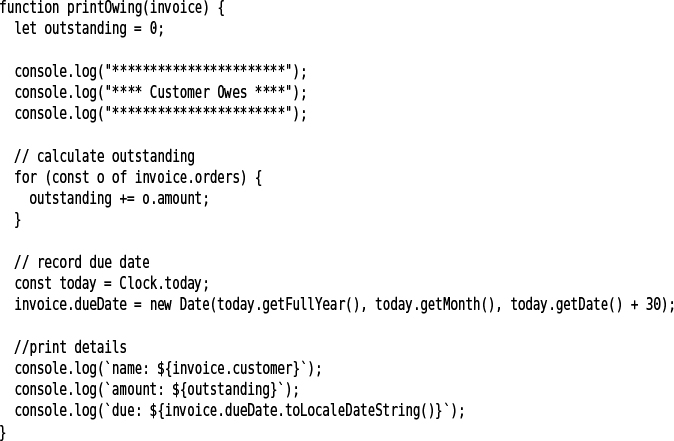 function printOwing(invoice) {
  let outstanding = 0;

  console.log("***********************");
  console.log("**** Customer Owes ****");
  console.log("***********************");

  // calculate outstanding
  for (const o of invoice.orders) {
    outstanding += o.amount;
  }

  // record due date
  const today = Clock.today;
  invoice.dueDate = new Date(today.getFullYear(), today.getMonth(), today.getDate() + 30);

  //print details
  console.log(`name: ${invoice.customer}`);
  console.log(`amount: ${outstanding}`);
  console.log(`due: ${invoice.dueDate.toLocaleDateString()}`);
}